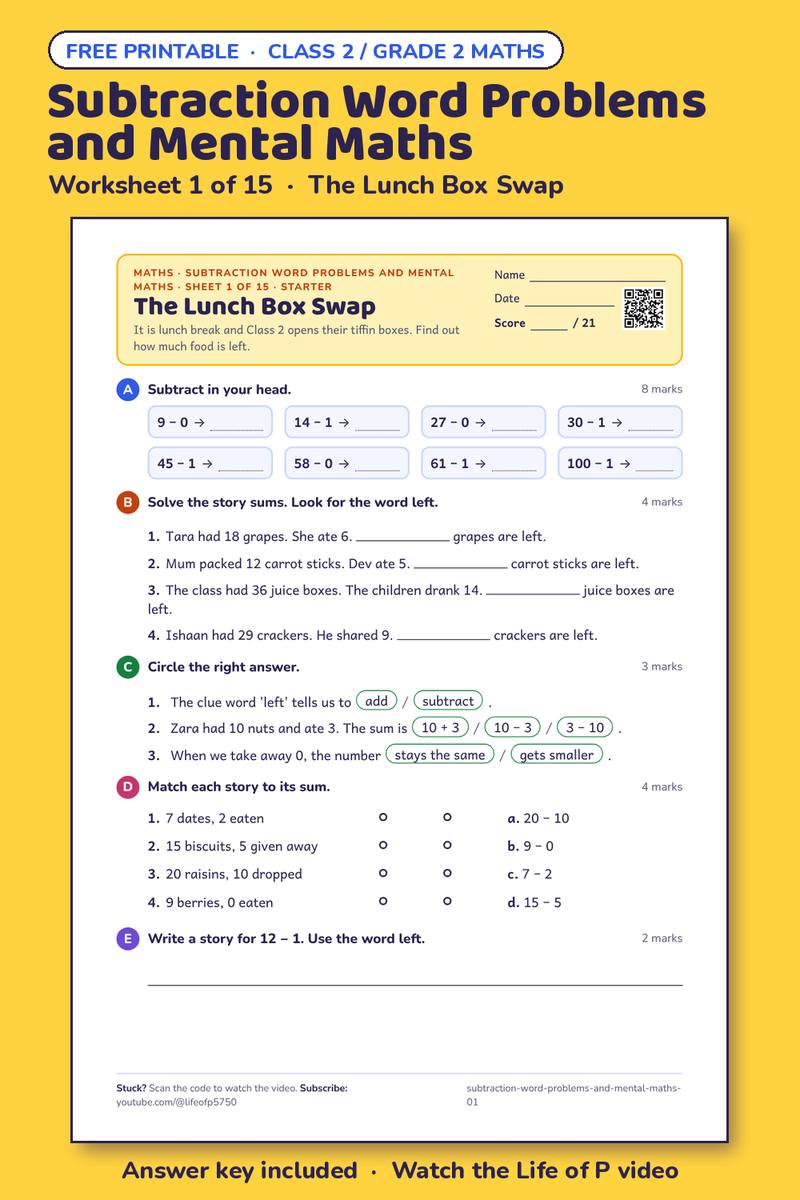 FREE PRINTABLE · CLASS 2 / GRADE 2 MATHS
Subtraction Word Problems
and Mental Maths
Worksheet 1 of 15 · The Lunch Box Swap
MATHS · SUBTRACTION WORD PROBLEMS AND MENTAL
MATHS · SHEET 1 OF 15 · STARTER
The Lunch Box Swap
It is lunch break and Class 2 opens their tiffin boxes. Find out
how much food is left.
Name
Date
Score / 21
A Subtract in your head. 8 marks
9 − 0 → 14 − 1 → 27 − 0 → 30 − 1 →
45 − 1 → 58 − 0 → 61 − 1 → 100 − 1 →
B Solve the story sums. Look for the word left. 4 marks
1. Tara had 18 grapes. She ate 6. __________ grapes are left.
2. Mum packed 12 carrot sticks. Dev ate 5. __________ carrot sticks are left.
3. The class had 36 juice boxes. The children drank 14. __________ juice boxes are
left.
4. Ishaan had 29 crackers. He shared 9. __________ crackers are left.
C Circle the right answer. 3 marks
1. The clue word 'left' tells us to add / subtract .
2. Zara had 10 nuts and ate 3. The sum is 10 + 3 / 10 − 3 / 3 − 10 .
3. When we take away 0, the number stays the same / gets smaller .
D Match each story to its sum. 4 marks
1. 7 dates, 2 eaten a. 20 − 10
2. 15 biscuits, 5 given away b. 9 − 0
3. 20 raisins, 10 dropped c. 7 − 2
4. 9 berries, 0 eaten d. 15 − 5
E Write a story for 12 − 1. Use the word left. 2 marks
Stuck? Scan the code to watch the video. Subscribe:
youtube.com/@lifeofp5750
subtraction-word-problems-and-mental-maths-
01
Answer key included · Watch the Life of P video